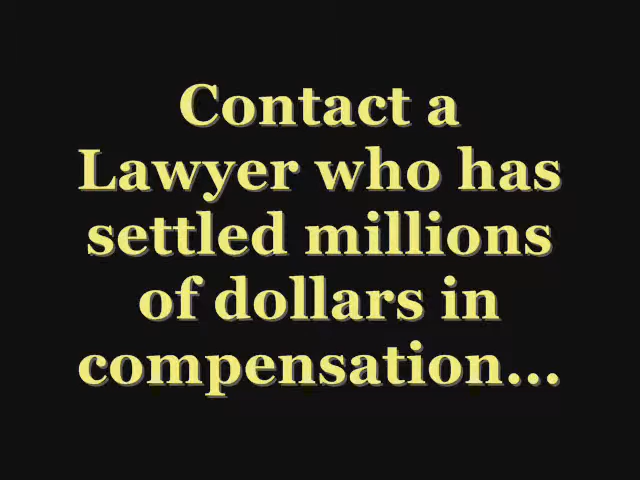 Contact a
Lawyer who has
settled millions
of dollars in
compensation...